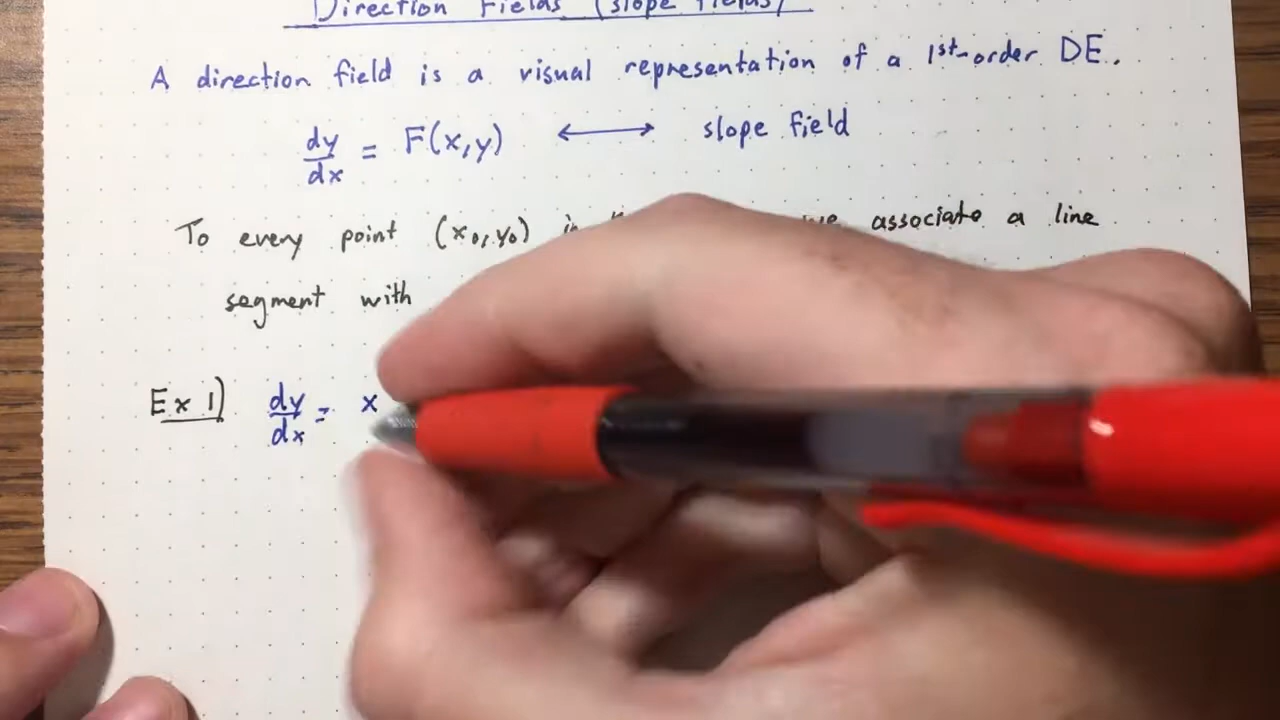 Direction Fields (slope fields)
A direction field is a visual representation of a 1st-order DE.
dy/dx = F(x,y) ⟷ slope field
To every point (x₀,y₀) in associate a line
segment with
Ex 1) dy/dx = x